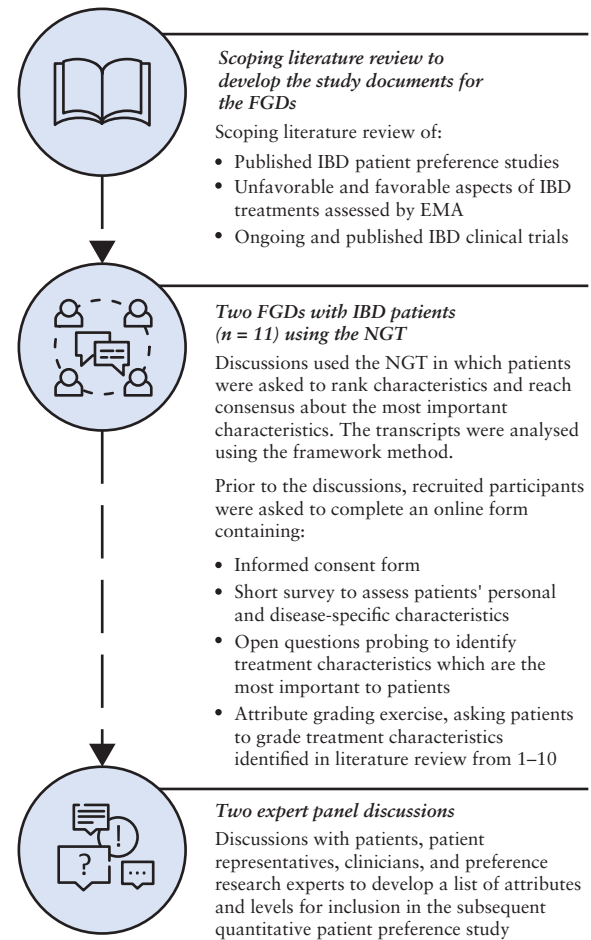 Scoping literature review to
develop the study documents for
the FGDs
Scoping literature review of:
• Published IBD patient preference studies
• Unfavorable and favorable aspects of IBD
treatments assessed by EMA
• Ongoing and published IBD clinical trials
Two FGDs with IBD patients
(n = 11) using the NGT
Discussions used the NGT in which patients
were asked to rank characteristics and reach
consensus about the most important
characteristics. The transcripts were analysed
using the framework method.
Prior to the discussions, recruited participants
were asked to complete an online form
containing:
• Informed consent form
• Short survey to assess patients' personal
and disease-specific characteristics
• Open questions probing to identify
treatment characteristics which are the
most important to patients
• Attribute grading exercise, asking patients
to grade treatment characteristics
identified in literature review from 1–10
! ?
Two expert panel discussions
Discussions with patients, patient
representatives, clinicians, and preference
research experts to develop a list of attributes
and levels for inclusion in the subsequent
quantitative patient preference study